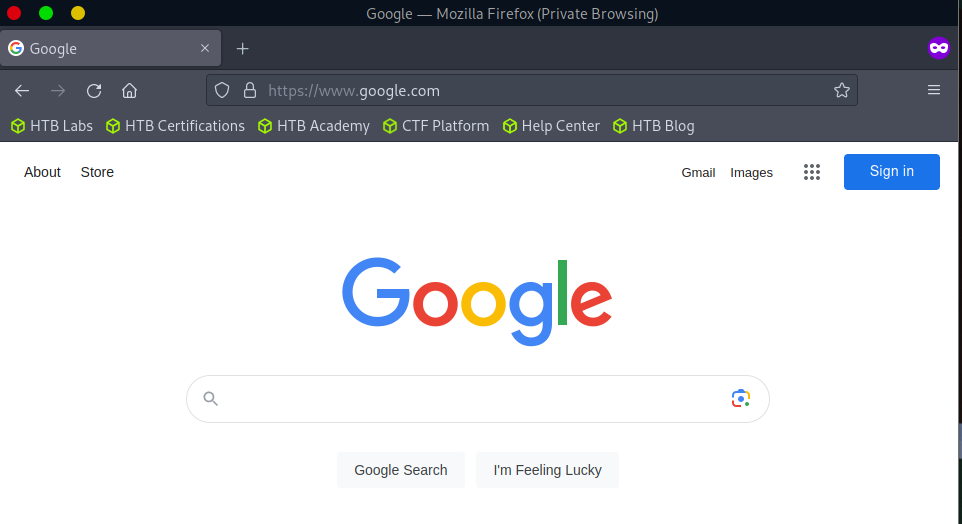 Google — Mozilla Firefox (Private Browsing)
Google
https://www.google.com
HTB Labs HTB Certifications HTB Academy CTF Platform Help Center HTB Blog
About Store Gmail Images Sign in
Google
Google Search I'm Feeling Lucky